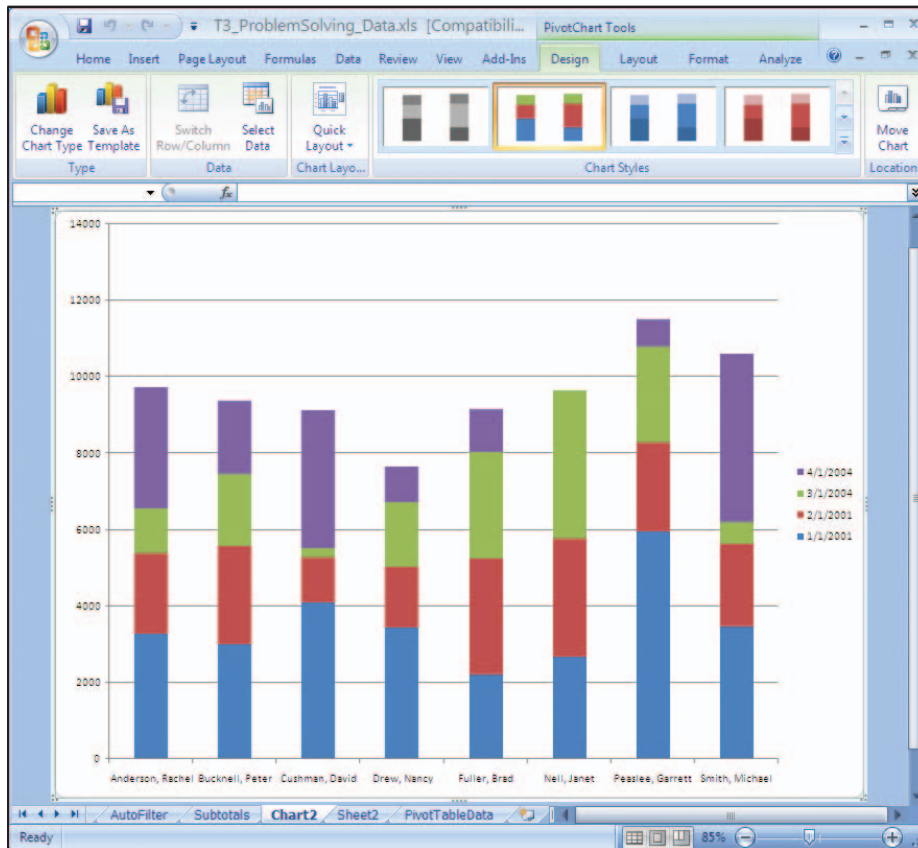 T3_ProblemSolving_Data.xls [Compatibili... PivotChart Tools
Home Insert Page Layout Formulas Data Review View Add-Ins Design Layout Format Analyze
Change Chart Type
Save As Template
Switch Row/Column
Select Data
Quick Layout
Move Chart
Type Data Chart Layo... Chart Styles Location
fx
14000
12000
10000
8000
6000
4000
2000
0
4/1/2004
3/1/2004
2/1/2001
1/1/2001
Anderson, Rachel Bucknell, Peter Cushman, David Drew, Nancy Fuller, Brad Nell, Janet Peaslee, Garrett Smith, Michael
AutoFilter Subtotals Chart2 Sheet2 PivotTableData
Ready 85%